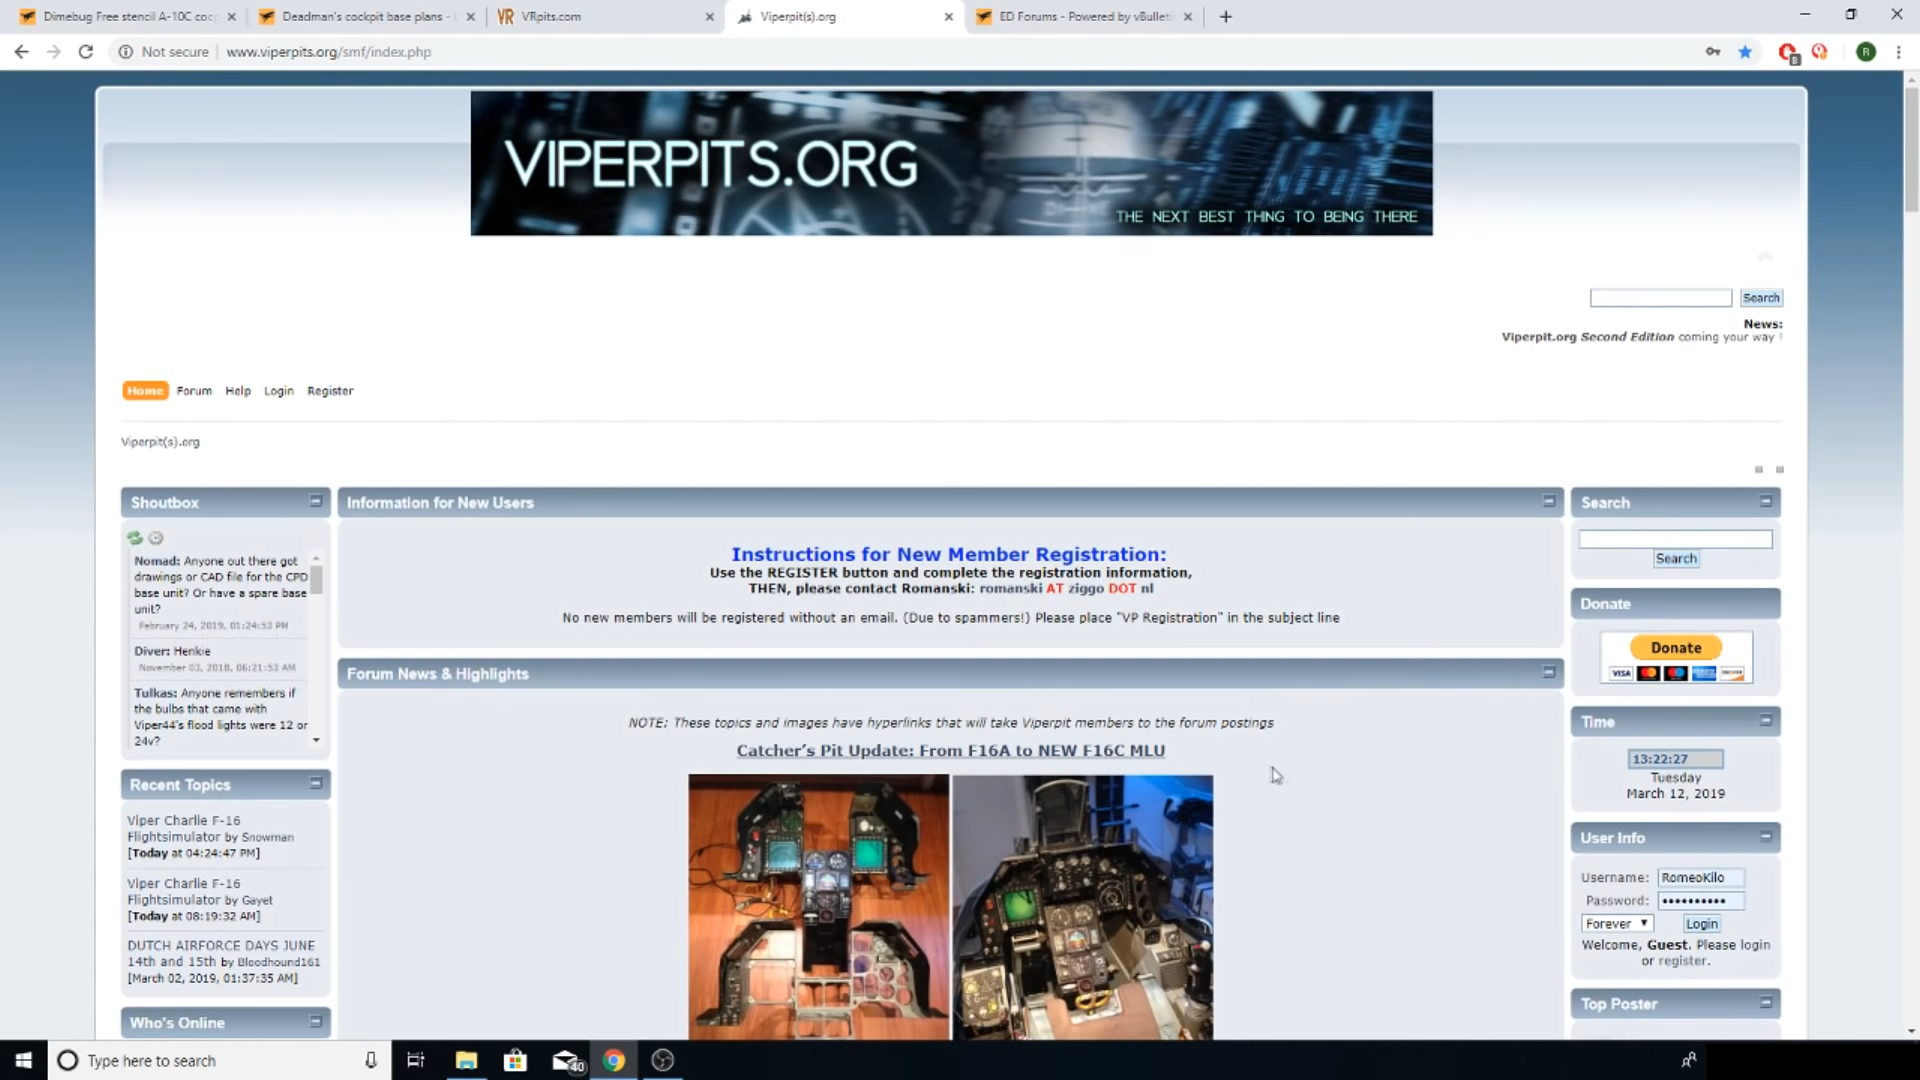 Dimebug Free stencil A-10C coc
Deadman's cockpit base plans -
VR VRpits.com
Viperpit(s).org
ED Forums - Powered by vBullet
Not secure
www.viperpits.org/smf/index.php
R
VIPERPITS.ORG
THE NEXT BEST THING TO BEING THERE
Search
News:
Viperpit.org Second Edition coming your way !
Home Forum Help Login Register
Viperpit(s).org
Shoutbox
Nomad: Anyone out there got
drawings or CAD file for the CPD
base unit? Or have a spare base
unit?
February 24, 2019, 01:24:53 PM
Diver: Henkie
November 03, 2018, 06:21:53 AM
Tulkas: Anyone remembers if
the bulbs that came with
Viper44's flood lights were 12 or
24v?
Recent Topics
Viper Charlie F-16
Flightsimulator by Snowman
[Today at 04:24:47 PM]
Viper Charlie F-16
Flightsimulator by Gayet
[Today at 08:19:32 AM]
DUTCH AIRFORCE DAYS JUNE
14th and 15th by Bloodhound161
[March 02, 2019, 01:37:35 AM]
Who's Online
Information for New Users
Instructions for New Member Registration:
Use the REGISTER button and complete the registration information,
THEN, please contact Romanski: romanski AT ziggo DOT nl
No new members will be registered without an email. (Due to spammers!) Please place "VP Registration" in the subject line
Forum News & Highlights
NOTE: These topics and images have hyperlinks that will take Viperpit members to the forum postings
Catcher's Pit Update: From F16A to NEW F16C MLU
Search
Search
Donate
Donate
VISA
Time
13:22:27
Tuesday
March 12, 2019
User Info
Username: RomeoKilo
Password: ••••••••••
Forever Login
Welcome, Guest. Please login
or register.
Top Poster
Type here to search
40